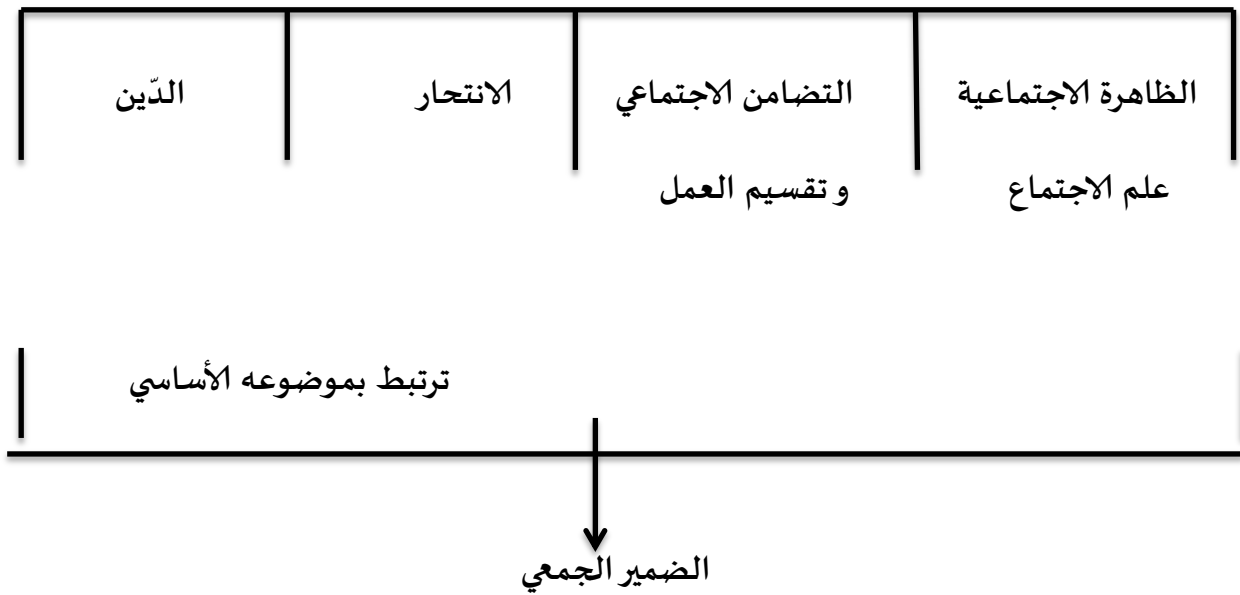 الظاهرة الاجتماعية
علم الاجتماع
التضامن الاجتماعي
و تقسيم العمل
الانتحار
الدّين
ترتبط بموضوعه الأساسي
الضمير الجمعي